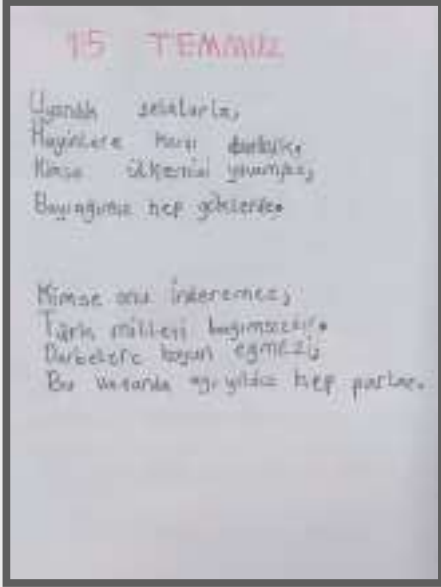 15 TEMMUZ
Uyandık selalarla,
Hayinlere karşı durduk.
Kimse ülkemizi yıkamaz,
Bayrağımız hep göklerde.
Kimse onu indiremez,
Türk milleti bağımsızdır.
Darbelere boyun eğmez,
Bu vatanda ay yıldız hep parlar.